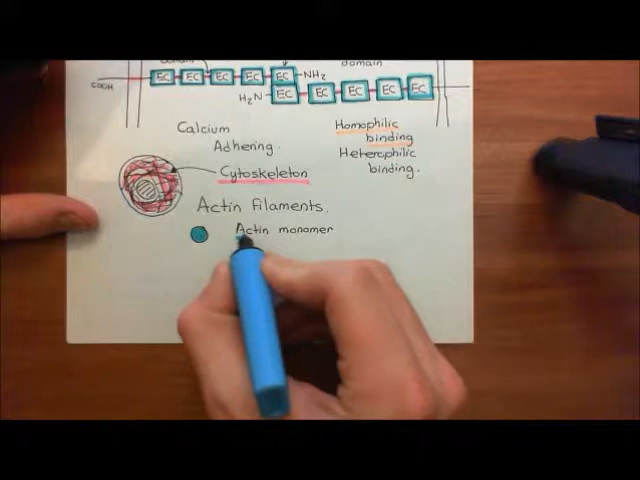 domain
EC EC EC EC EC NH₂
COOH
H₂N EC EC EC EC EC
Calcium
Adhering.
Homophilic
binding
Heterophilic
binding.
Cytoskeleton
Actin Filaments.
Actin monomer